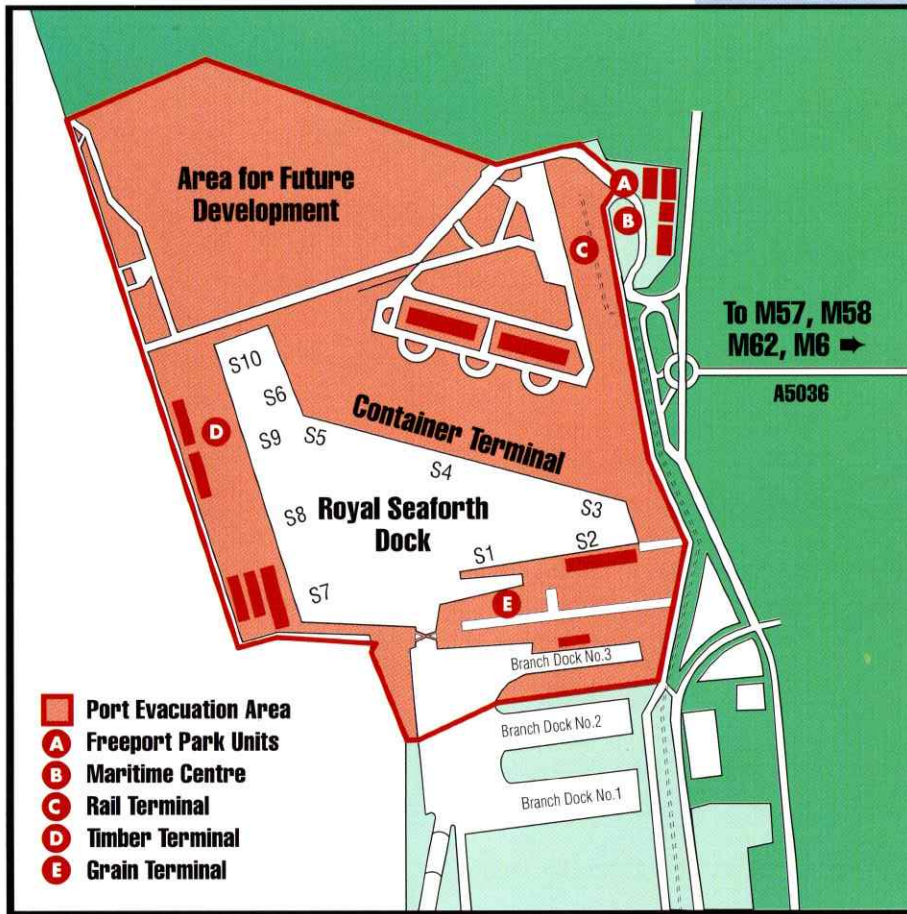 Area for Future
Development
A
B
C
To M57, M58
M62, M6 ➡
A5036
S10
S6
D
S9
S5
Container Terminal
S4
S8
Royal Seaforth
Dock
S3
S1
S2
S7
E
Branch Dock No.3
Branch Dock No.2
Branch Dock No.1
Port Evacuation Area
A Freeport Park Units
B Maritime Centre
C Rail Terminal
D Timber Terminal
E Grain Terminal